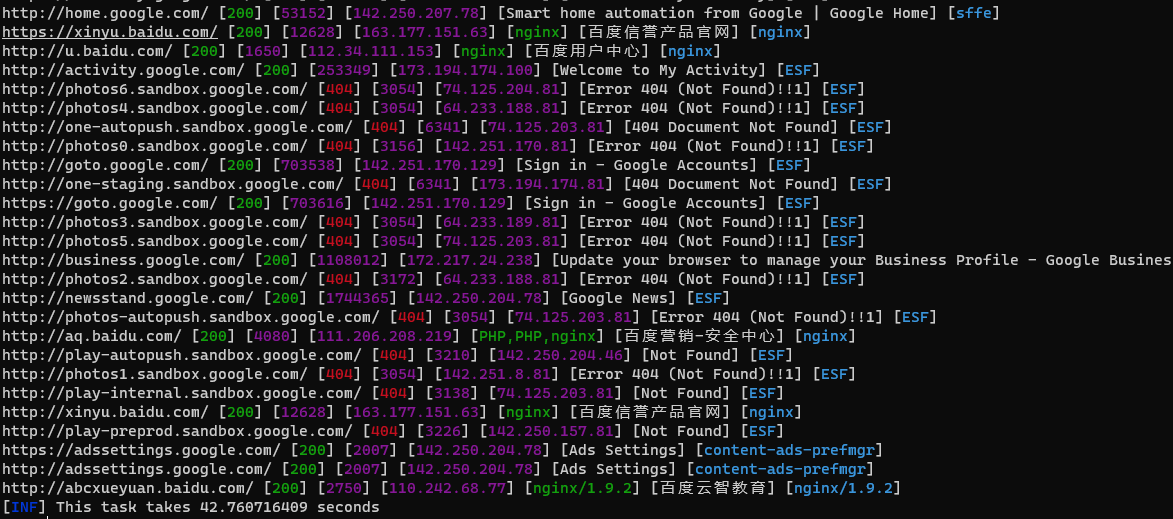 http://home.google.com/ [200] [53152] [142.250.207.78] [Smart home automation from Google | Google Home] [sffe]
https://xinyu.baidu.com/ [200] [12628] [163.177.151.63] [nginx] [百度信誉产品官网] [nginx]
http://u.baidu.com/ [200] [1650] [112.34.111.153] [nginx] [百度用户中心] [nginx]
http://activity.google.com/ [200] [253349] [173.194.174.100] [Welcome to My Activity] [ESF]
http://photos6.sandbox.google.com/ [404] [3054] [74.125.204.81] [Error 404 (Not Found)!!1] [ESF]
http://photos4.sandbox.google.com/ [404] [3054] [64.233.188.81] [Error 404 (Not Found)!!1] [ESF]
http://one-autopush.sandbox.google.com/ [404] [6341] [74.125.203.81] [404 Document Not Found] [ESF]
http://photos0.sandbox.google.com/ [404] [3156] [142.251.170.81] [Error 404 (Not Found)!!1] [ESF]
http://goto.google.com/ [200] [703538] [142.251.170.129] [Sign in - Google Accounts] [ESF]
http://one-staging.sandbox.google.com/ [404] [6341] [173.194.174.81] [404 Document Not Found] [ESF]
https://goto.google.com/ [200] [703616] [142.251.170.129] [Sign in - Google Accounts] [ESF]
http://photos3.sandbox.google.com/ [404] [3054] [64.233.189.81] [Error 404 (Not Found)!!1] [ESF]
http://photos5.sandbox.google.com/ [404] [3054] [74.125.203.81] [Error 404 (Not Found)!!1] [ESF]
http://business.google.com/ [200] [1108012] [172.217.24.238] [Update your browser to manage your Business Profile - Google Busines
http://photos2.sandbox.google.com/ [404] [3172] [64.233.188.81] [Error 404 (Not Found)!!1] [ESF]
http://newsstand.google.com/ [200] [1744365] [142.250.204.78] [Google News] [ESF]
http://photos-autopush.sandbox.google.com/ [404] [3054] [74.125.203.81] [Error 404 (Not Found)!!1] [ESF]
http://aq.baidu.com/ [200] [4080] [111.206.208.219] [PHP,PHP,nginx] [百度营销-安全中心] [nginx]
http://play-autopush.sandbox.google.com/ [404] [3210] [142.250.204.46] [Not Found] [ESF]
http://photos1.sandbox.google.com/ [404] [3054] [142.251.8.81] [Error 404 (Not Found)!!1] [ESF]
http://play-internal.sandbox.google.com/ [404] [3138] [74.125.203.81] [Not Found] [ESF]
http://xinyu.baidu.com/ [200] [12628] [163.177.151.63] [nginx] [百度信誉产品官网] [nginx]
http://play-preprod.sandbox.google.com/ [404] [3226] [142.250.157.81] [Not Found] [ESF]
https://adssettings.google.com/ [200] [2007] [142.250.204.78] [Ads Settings] [content-ads-prefmgr]
http://adssettings.google.com/ [200] [2007] [142.250.204.78] [Ads Settings] [content-ads-prefmgr]
http://abcxueyuan.baidu.com/ [200] [2750] [110.242.68.77] [nginx/1.9.2] [百度云智教育] [nginx/1.9.2]
[INF] This task takes 42.760716409 seconds